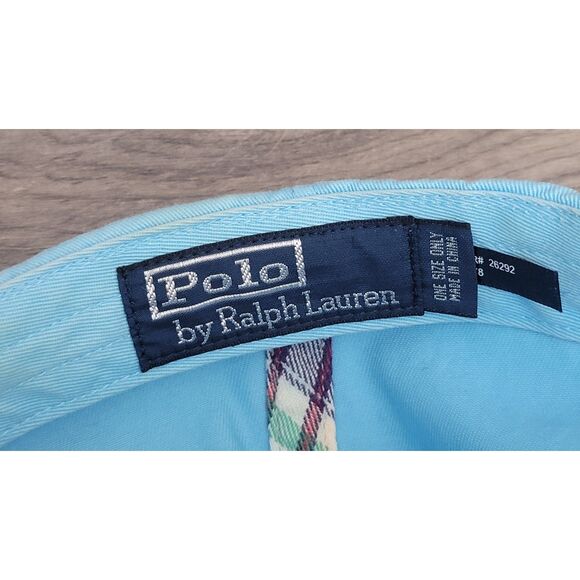 Polo
by Ralph Lauren
ONE SIZE ONLY
MADE IN CHINA
# 26292